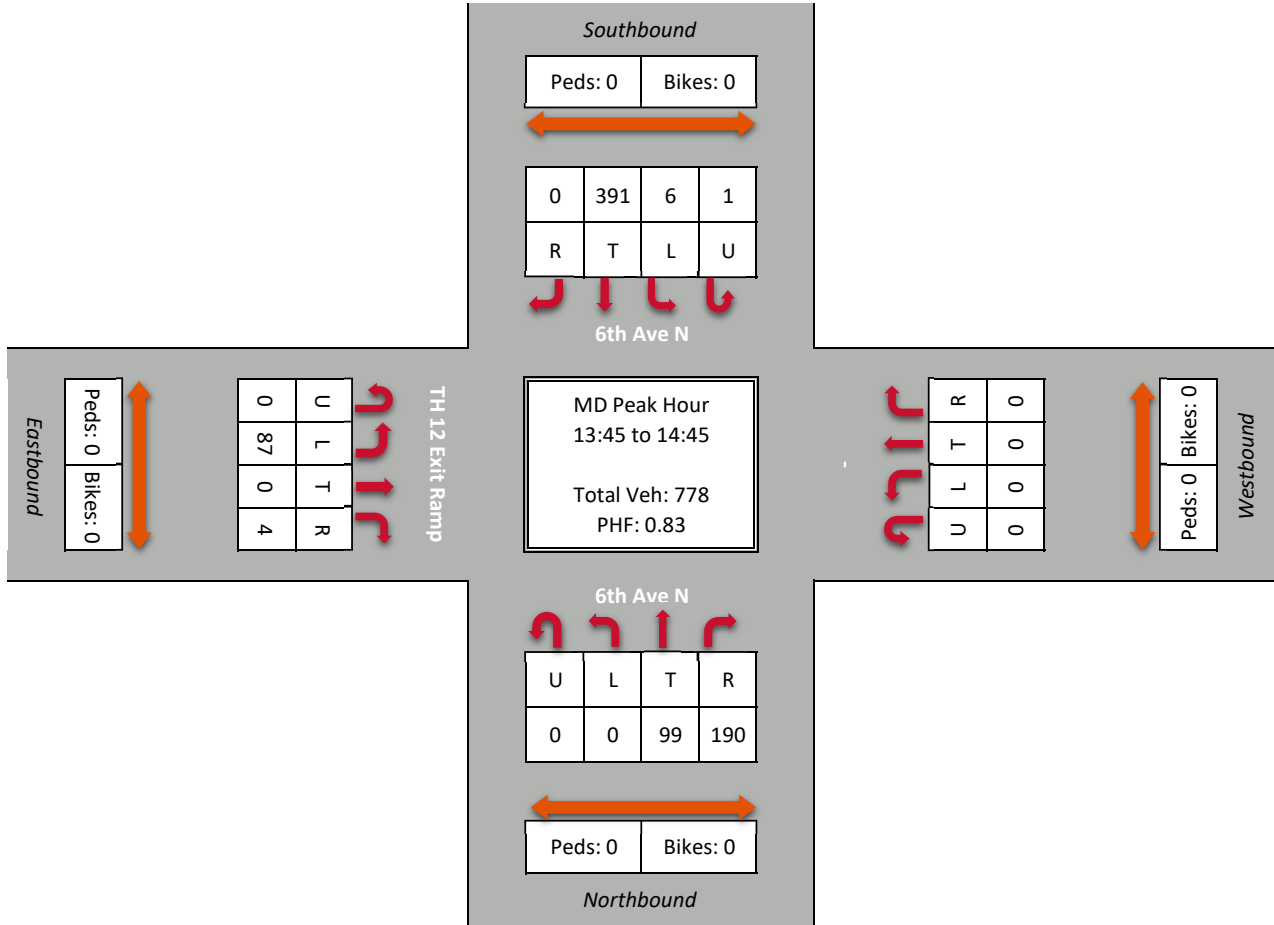 Southbound
Peds: 0 Bikes: 0
0 391 6 1
R T L U
6th Ave N
Eastbound
Peds: 0 Bikes: 0
0 87 0 4
U L T R
TH 12 Exit Ramp
MD Peak Hour
13:45 to 14:45
Total Veh: 778
PHF: 0.83
-
U L T R
0 0 0 0
Peds: 0 Bikes: 0
Westbound
6th Ave N
U L T R
0 0 99 190
Peds: 0 Bikes: 0
Northbound